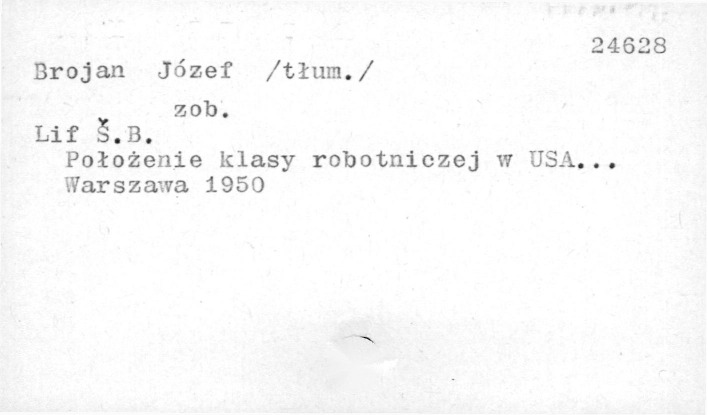 24628
Brojan Józef /tłum./
zob.
Lif Š.B.
Położenie klasy robotniczej w USA...
Warszawa 1950